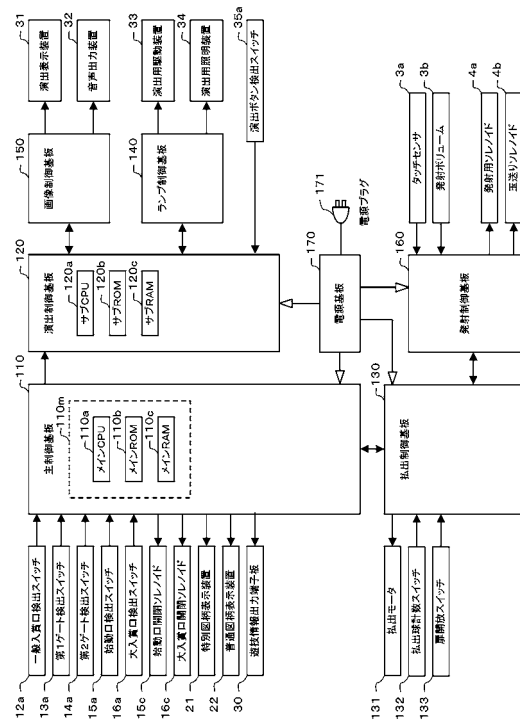 12a 一般入賞口検出スイッチ
13a 第1ゲート検出スイッチ
14a 第2ゲート検出スイッチ
15a 始動口検出スイッチ
16a 大入賞口検出スイッチ
15c 始動口開閉ソレノイド
16c 大入賞口開閉ソレノイド
21 特別図柄表示装置
22 普通図柄表示装置
30 遊技情報出力端子板
110
主制御基板
110m
110a
メインCPU
110b
メインROM
110c
メインRAM
120
演出制御基板
120a
サブCPU
120b
サブROM
120c
サブRAM
150
画像制御基板
140
ランプ制御基板
31
演出表示装置
32
音声出力装置
33
演出用駆動装置
34
演出用照明装置
35a
演出ボタン検出スイッチ
131 払出モータ
132 払出球計数スイッチ
133 扉開放スイッチ
130
払出制御基板
170
電源基板
171
電源プラグ
160
発射制御基板
3a
タッチセンサ
3b
発射ボリューム
4a
発射用ソレノイド
4b
玉送りソレノイド